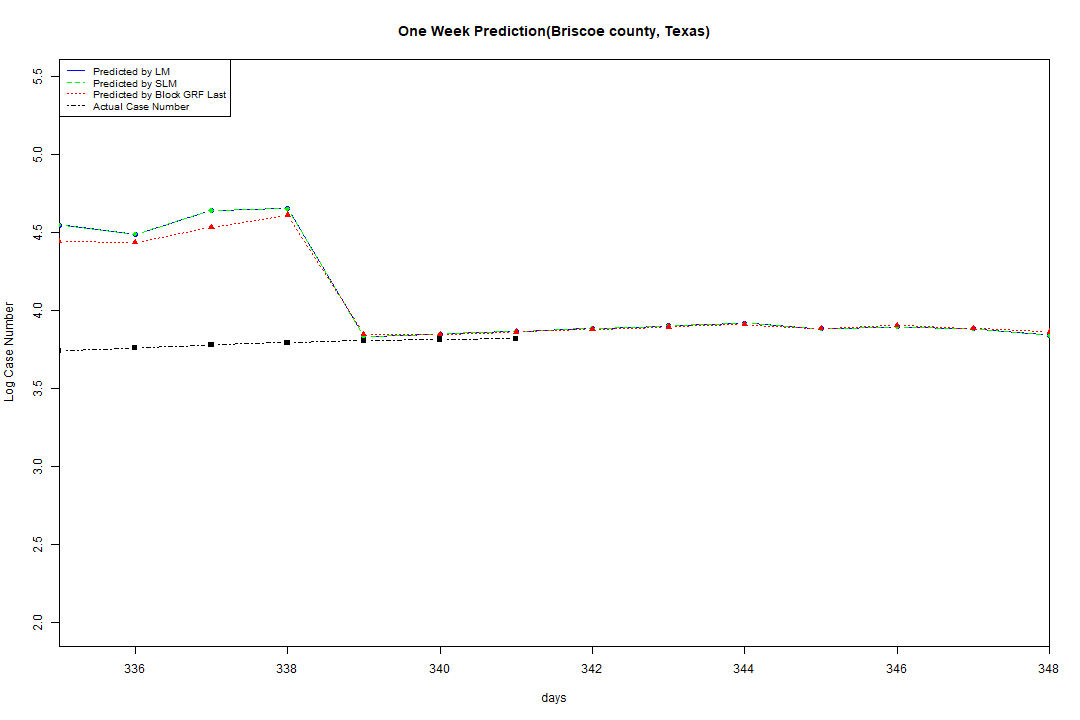 One Week Prediction(Briscoe county, Texas)
Predicted by LM
Predicted by SLM
Predicted by Block GRF Last
Actual Case Number
5.5
5.0
4.5
4.0
3.5
3.0
2.5
2.0
Log Case Number
336 338 340 342 344 346 348
days